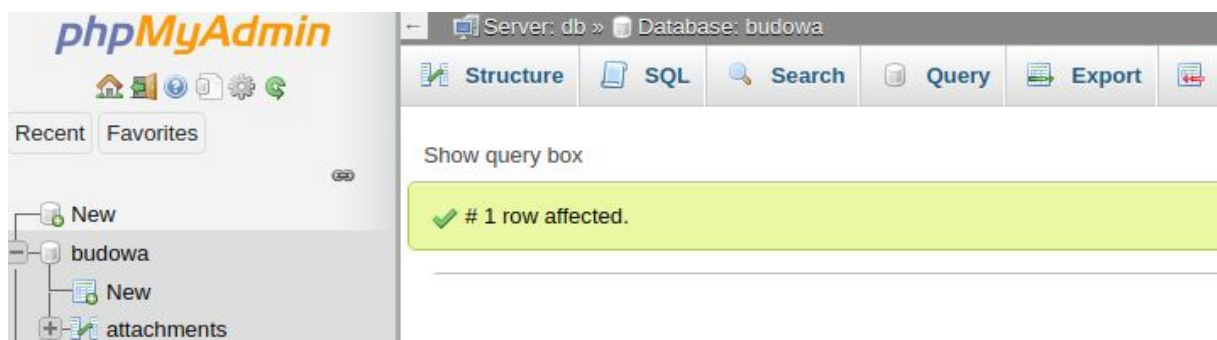 phpMyAdmin
Recent Favorites
New
budowa
New
attachments
Server: db » Database: budowa
Structure SQL Search Query Export
Show query box
# 1 row affected.